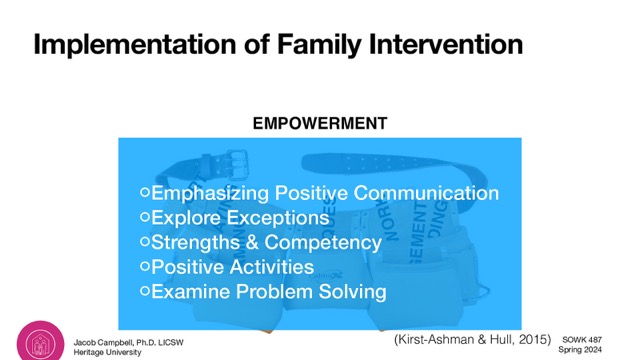 Implementation of Family Intervention
EMPOWERMENT
Emphasizing Positive Communication
Explore Exceptions
Strengths & Competency
Positive Activities
Examine Problem Solving
(Kirst-Ashman & Hull, 2015)
Jacob Campbell, Ph.D. LICSW
Heritage University
SOWK 487
Spring 2024